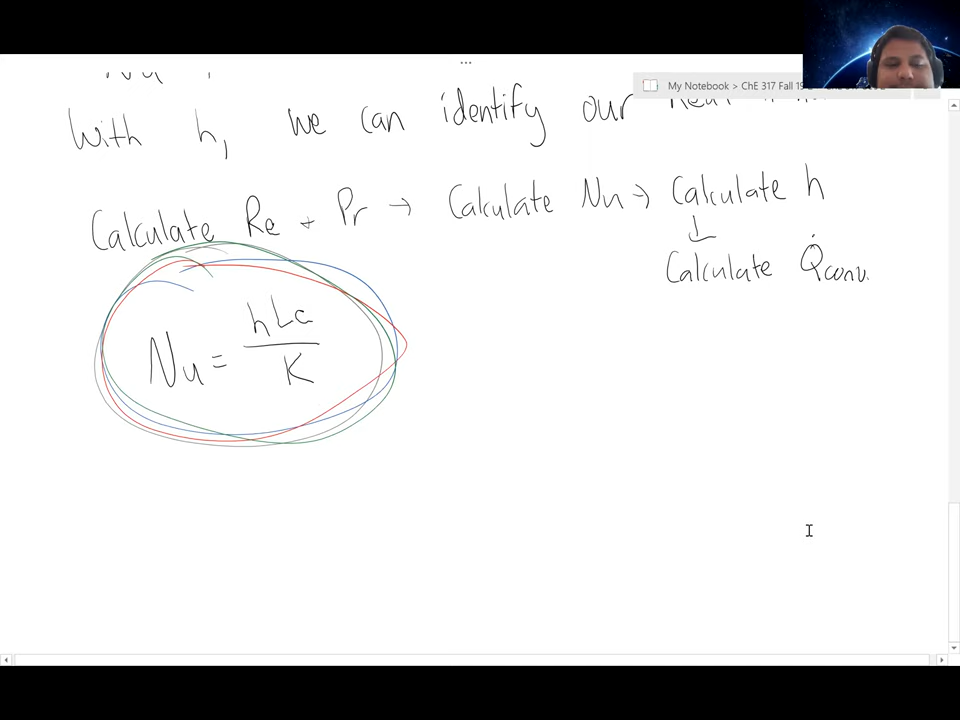 ...
My Notebook > ChE 317 Fall 19
With h, we can identify our
Calculate Re + Pr → Calculate Nu → Calculate h
↳ Calculate Q̇conv.
Nu = hLc / K